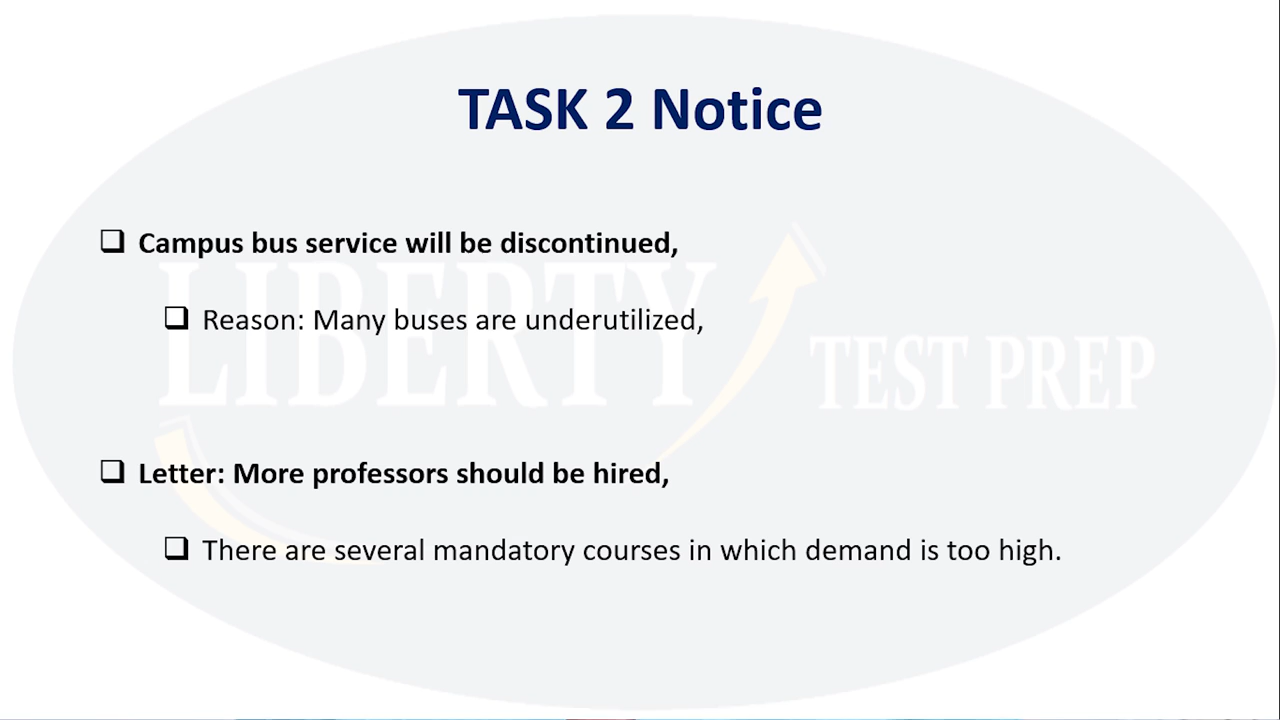 TASK 2 Notice
❑ Campus bus service will be discontinued,
❑ Reason: Many buses are underutilized,
LIBERTY TEST PREP
❑ Letter: More professors should be hired,
❑ There are several mandatory courses in which demand is too high.